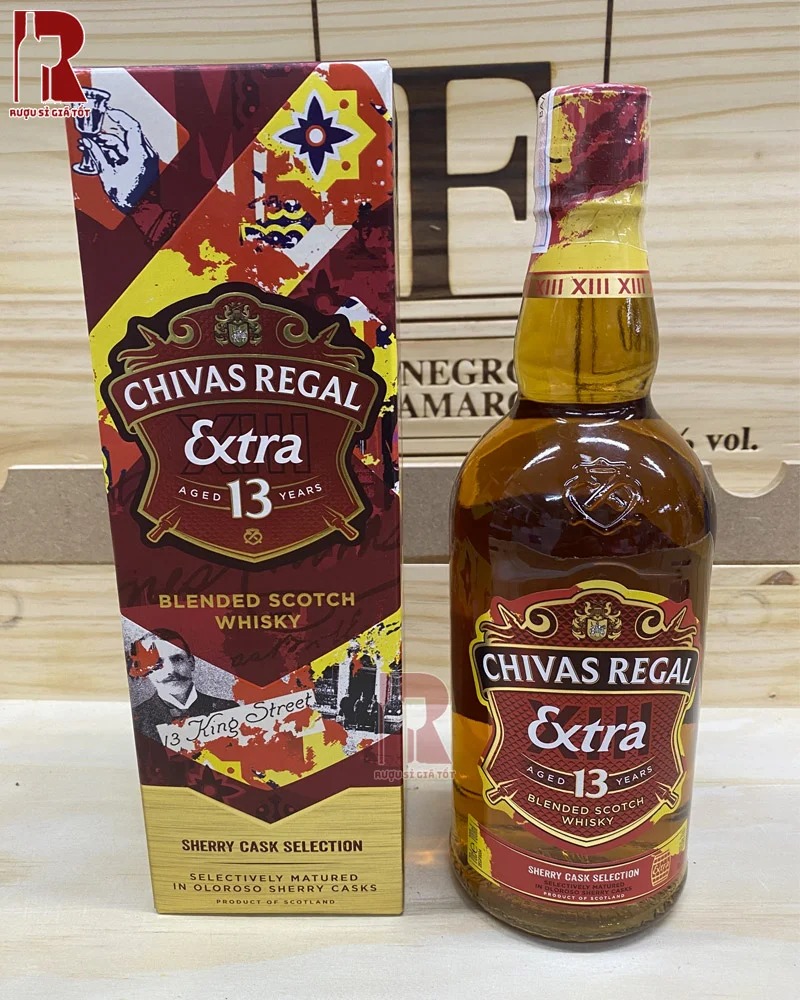 RƯỢU SỈ GIÁ TỐT
CHIVAS REGAL
Extra
XIII
AGED 13 YEARS
BLENDED SCOTCH
WHISKY
13 King Street
SHERRY CASK SELECTION
SELECTIVELY MATURED
IN OLOROSO SHERRY CASKS
PRODUCT OF SCOTLAND
F
NEGRO
AMARO
% vol.
XIII XIII XIII
CHIVAS REGAL
Extra
XIII
AGED 13 YEARS
BLENDED SCOTCH
WHISKY
SHERRY CASK SELECTION
SELECTIVELY MATURED
IN OLOROSO SHERRY CASKS
PRODUCT OF SCOTLAND
RƯỢU SỈ GIÁ TỐT